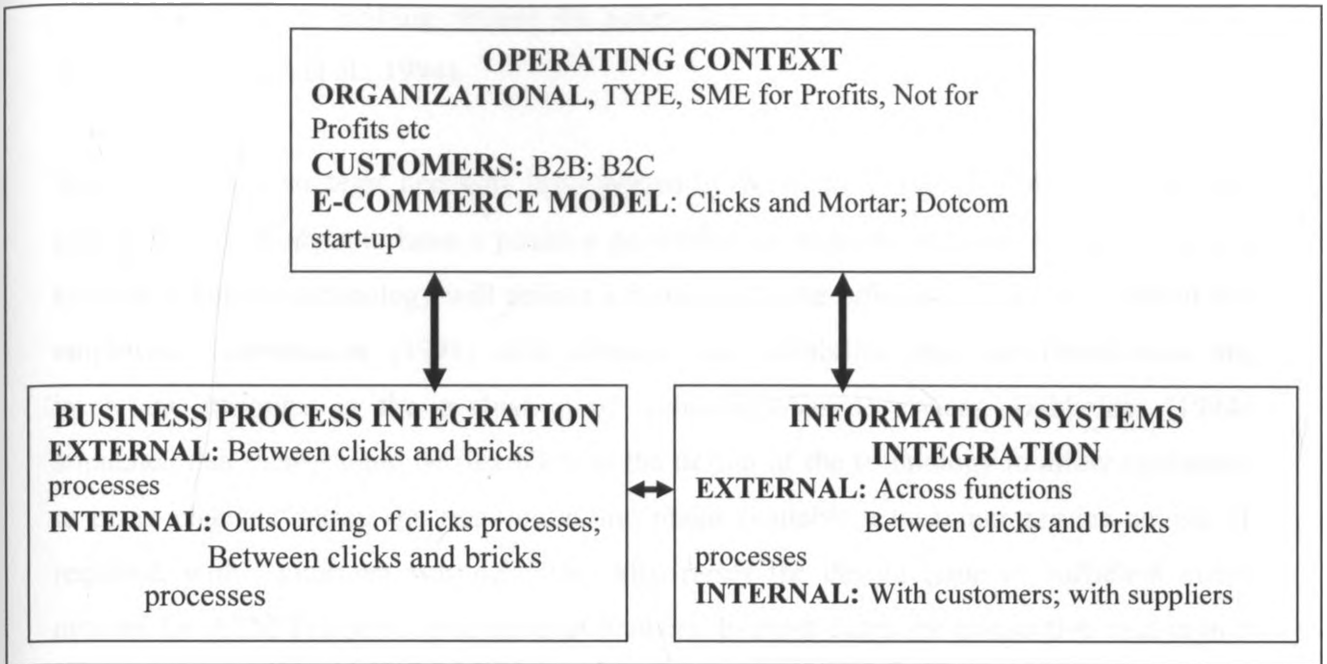 OPERATING CONTEXT
ORGANIZATIONAL, TYPE, SME for Profits, Not for
Profits etc
CUSTOMERS: B2B; B2C
E-COMMERCE MODEL: Clicks and Mortar; Dotcom
start-up
BUSINESS PROCESS INTEGRATION
EXTERNAL: Between clicks and bricks
processes
INTERNAL: Outsourcing of clicks processes;
Between clicks and bricks
processes
INFORMATION SYSTEMS
INTEGRATION
EXTERNAL: Across functions
Between clicks and bricks
processes
INTERNAL: With customers; with suppliers